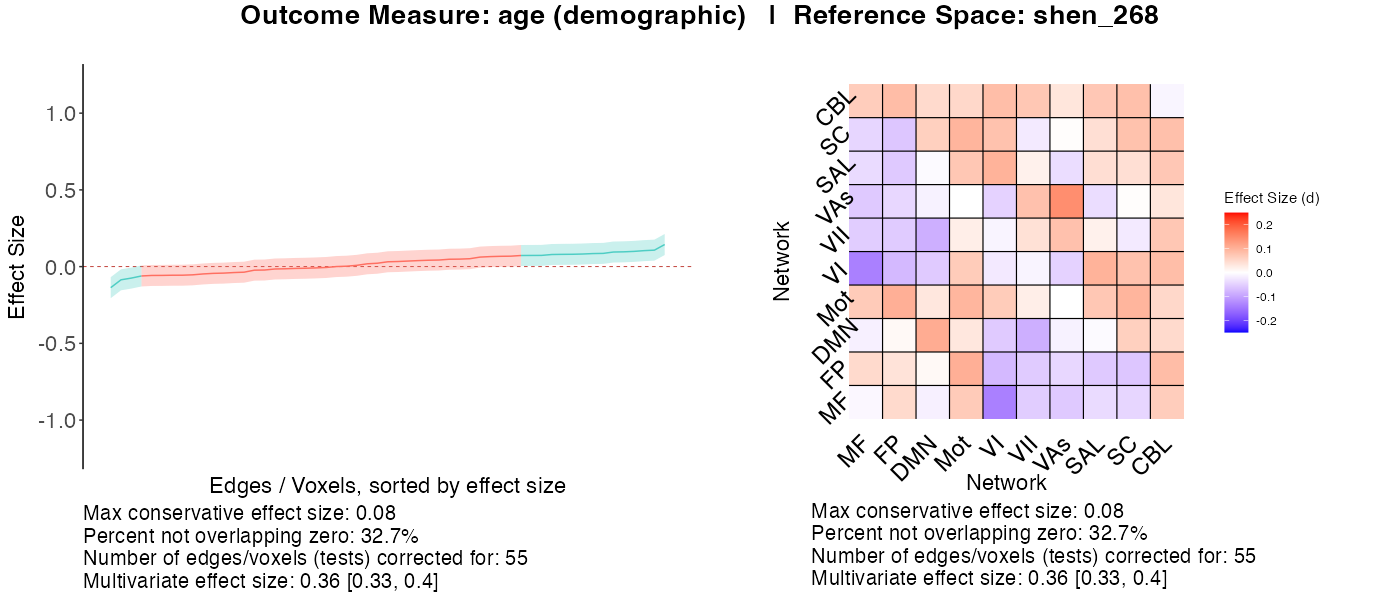 Outcome Measure: age (demographic) | Reference Space: shen_268
Effect Size
1.0
0.5
0.0
-0.5
-1.0
Edges / Voxels, sorted by effect size
Max conservative effect size: 0.08
Percent not overlapping zero: 32.7%
Number of edges/voxels (tests) corrected for: 55
Multivariate effect size: 0.36 [0.33, 0.4]
Network
CBL
SC
SAL
VAs
VII
VI
Mot
DMN
FP
MF
MF FP DMN Mot VI VII VAs SAL SC CBL
Network
Max conservative effect size: 0.08
Percent not overlapping zero: 32.7%
Number of edges/voxels (tests) corrected for: 55
Multivariate effect size: 0.36 [0.33, 0.4]
Effect Size (d)
0.2
0.1
0.0
-0.1
-0.2